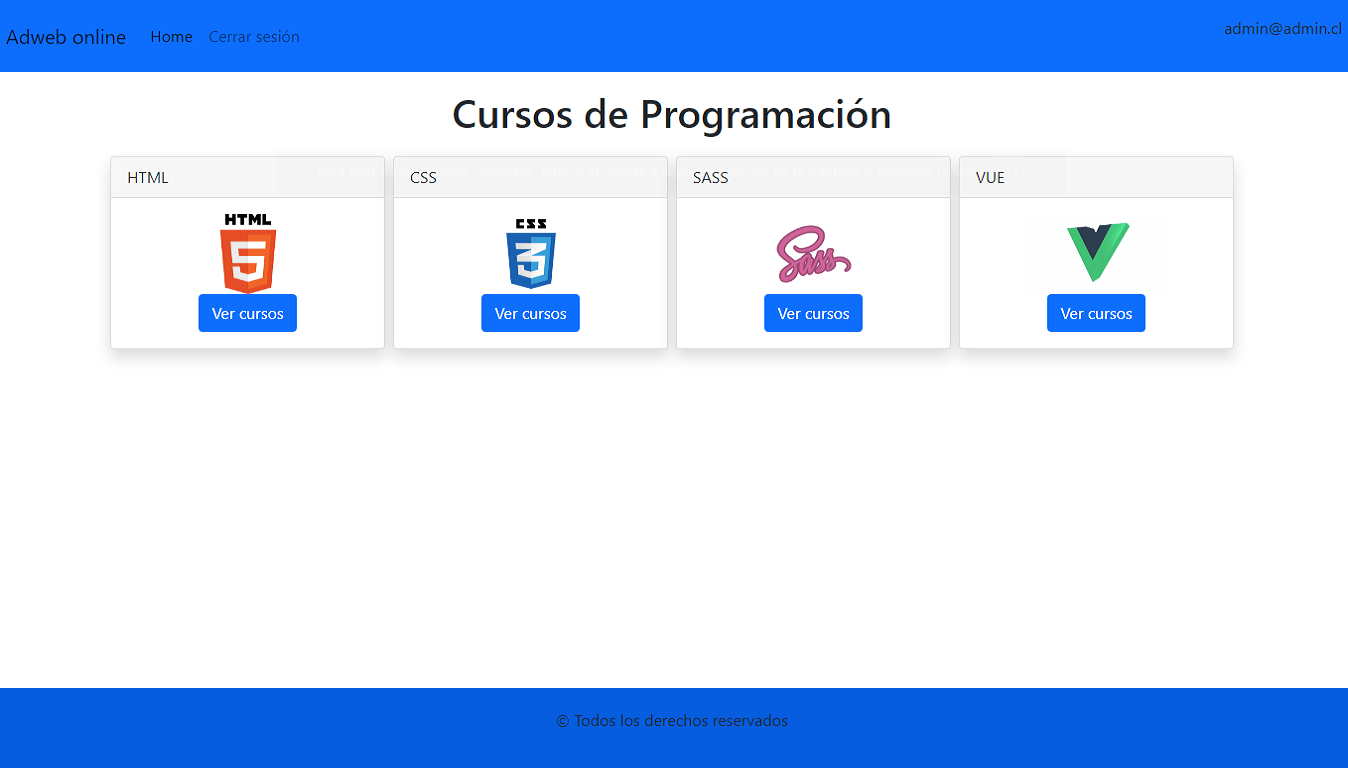 Adweb online Home Cerrar sesión admin@admin.cl
Cursos de Programación
HTML CSS SASS VUE
HTML CSS
5 3 Sass
Ver cursos Ver cursos Ver cursos Ver cursos
© Todos los derechos reservados